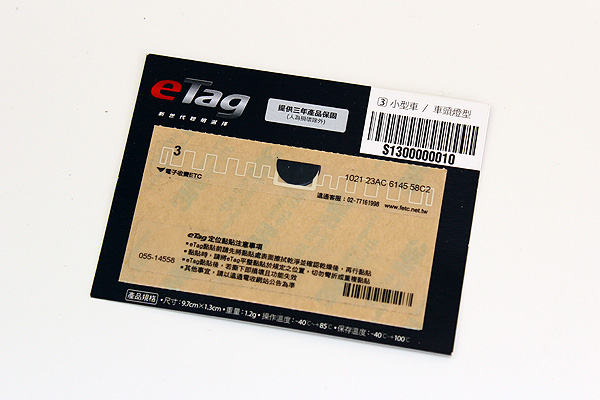 eTag
新世代聰明選擇
提供三年產品保固
(人為損壞除外)
③ 小型車 / 車頭燈型
S1300000010
3
1021 23AC 6145 58C2
▼電子收費ETC
遠通客服：02-77161998 www.fetc.net.tw
eTag 定位黏貼注意事項
• eTag黏貼前請先將黏貼處表面擦拭乾淨並確認乾燥後，再行黏貼
• 黏貼時，請將eTag平整黏貼於規定之位置，切勿彎折或重複黏貼
• eTag黏貼後，若撕下即損壞且功能失效
• 其他事宜，請以遠通電收網站公告為準
055-14558
產品規格 • 尺寸：9.7cm×1.3cm • 重量：1.2g • 操作溫度：-40℃~+85℃ • 保存溫度：-40℃~+100℃